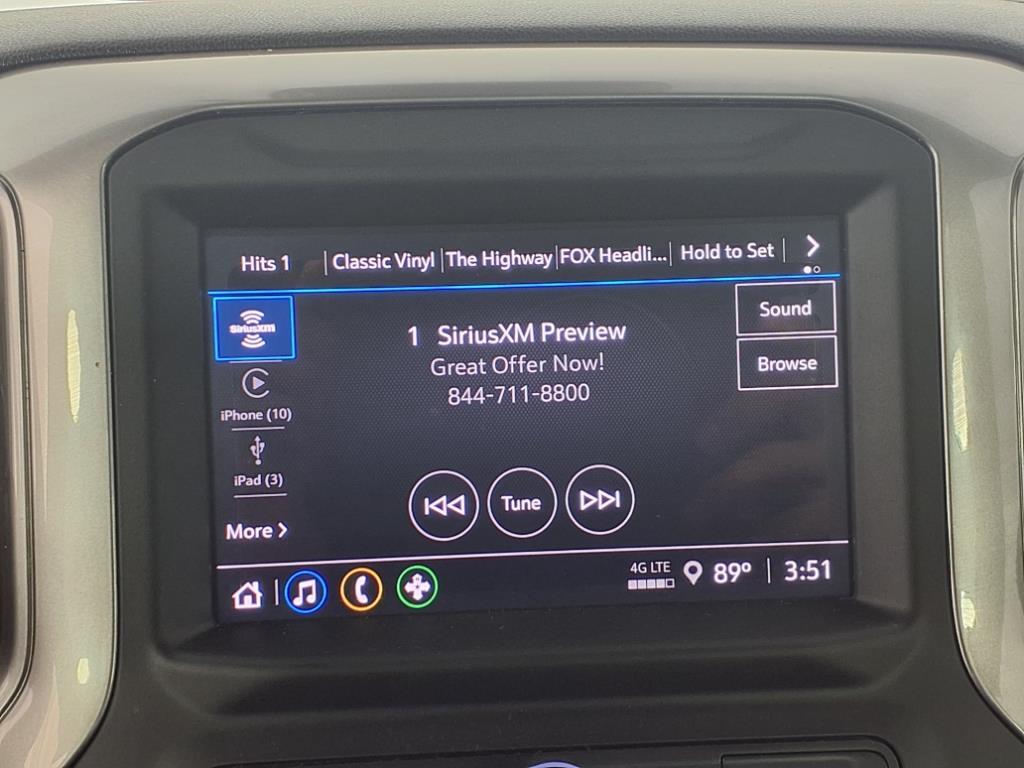 Hits 1
Classic Vinyl
The Highway
FOX Headli...
Hold to Set
SiriusXM
1 SiriusXM Preview
Great Offer Now!
844-711-8800
Sound
Browse
iPhone (10)
iPad (3)
More
Tune
4G LTE
89°
3:51